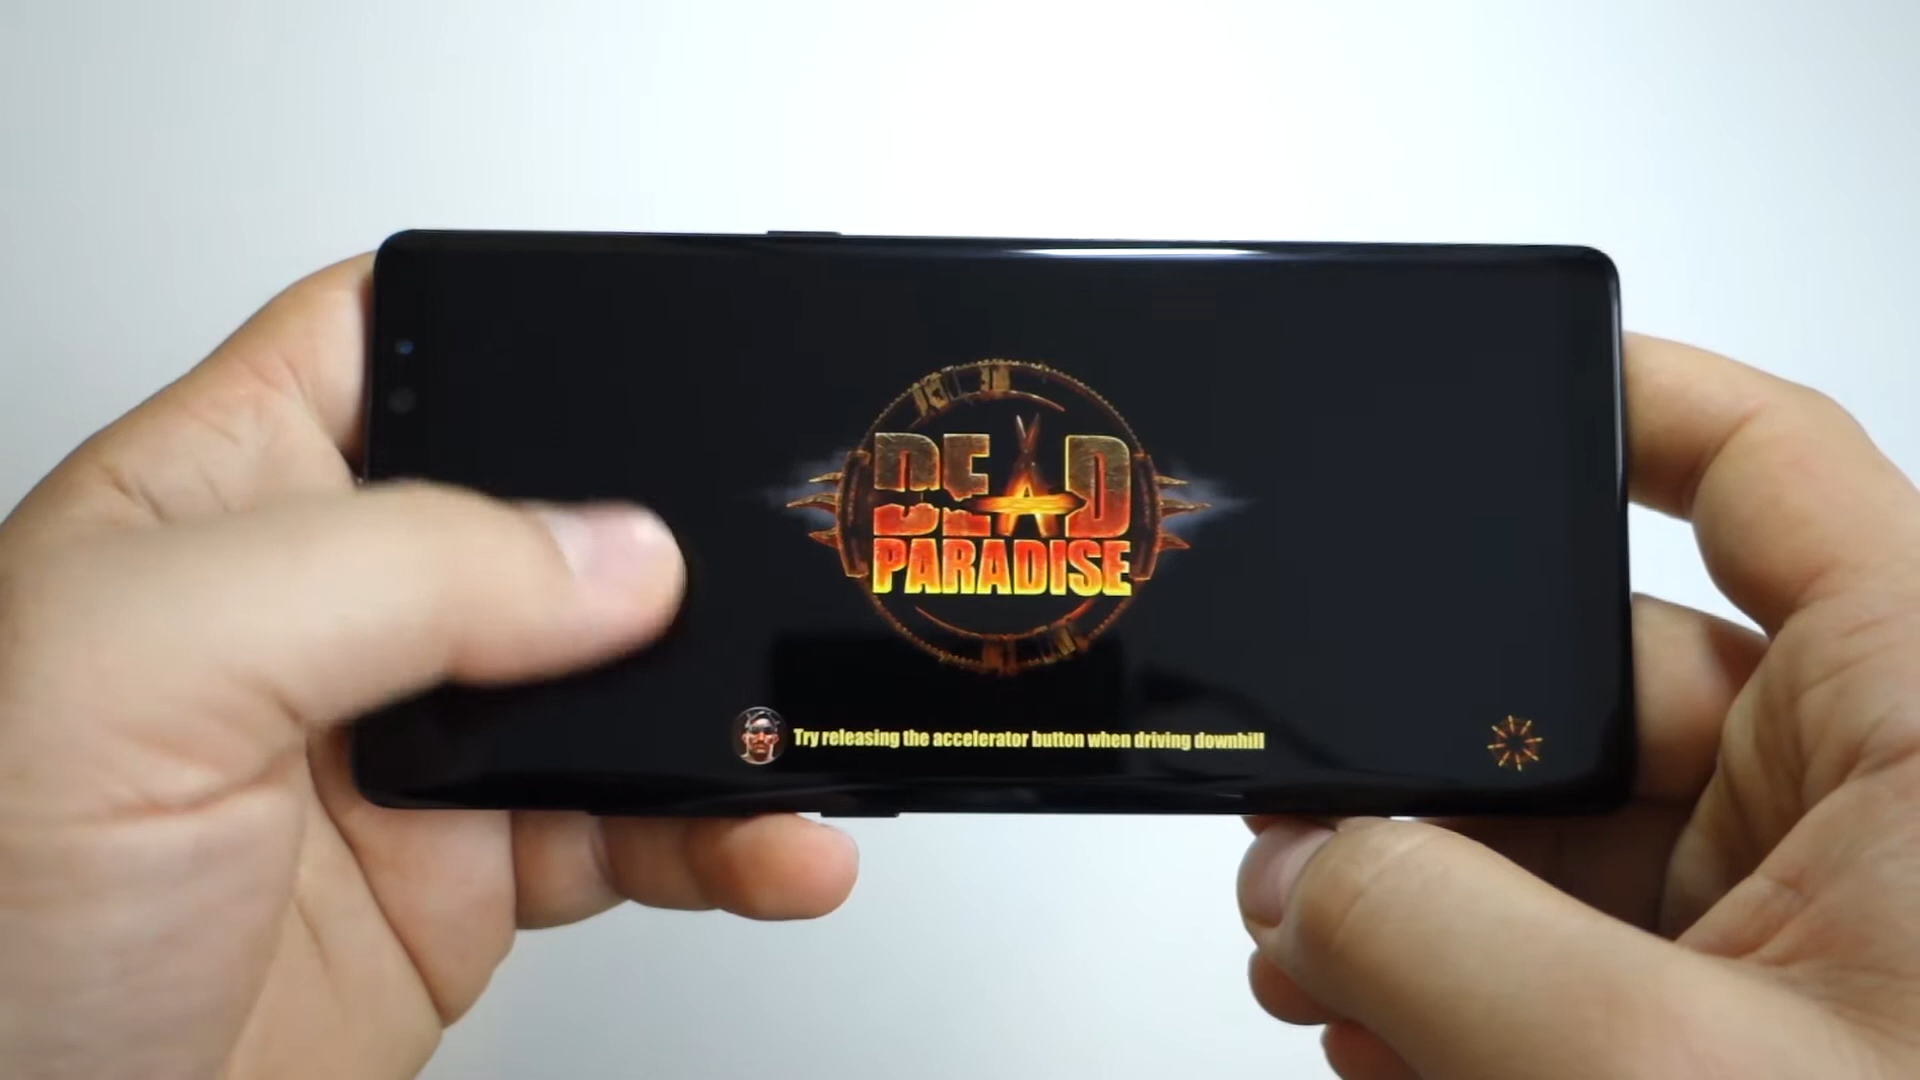 DEAD
PARADISE
Try releasing the accelerator button when driving downhill